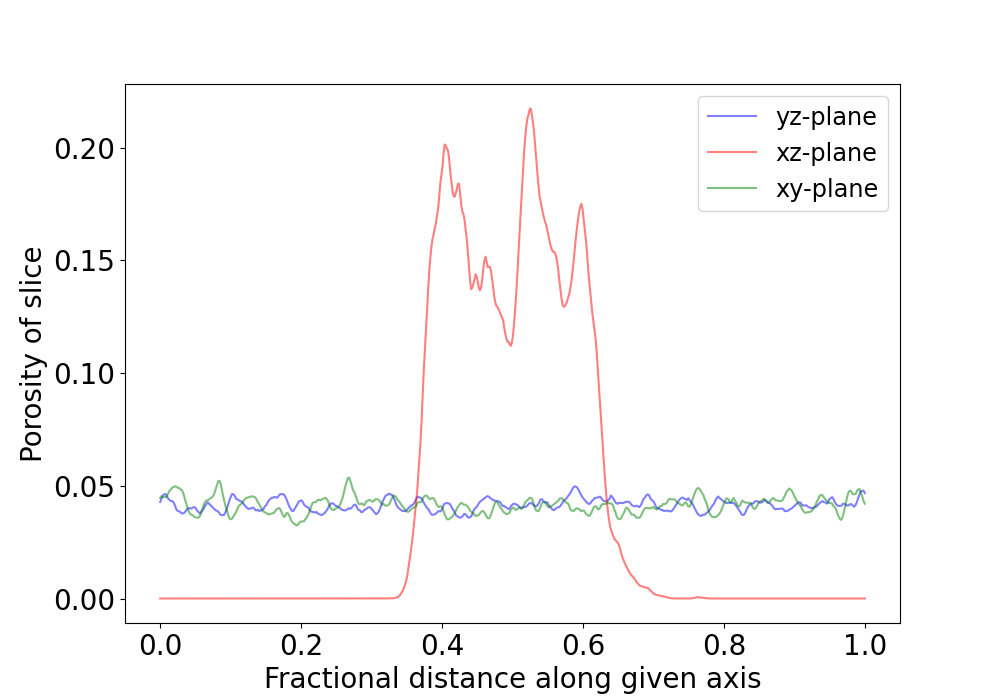 yz-plane
xz-plane
xy-plane
0.20
0.15
0.10
0.05
0.00
Porosity of slice
0.0 0.2 0.4 0.6 0.8 1.0
Fractional distance along given axis